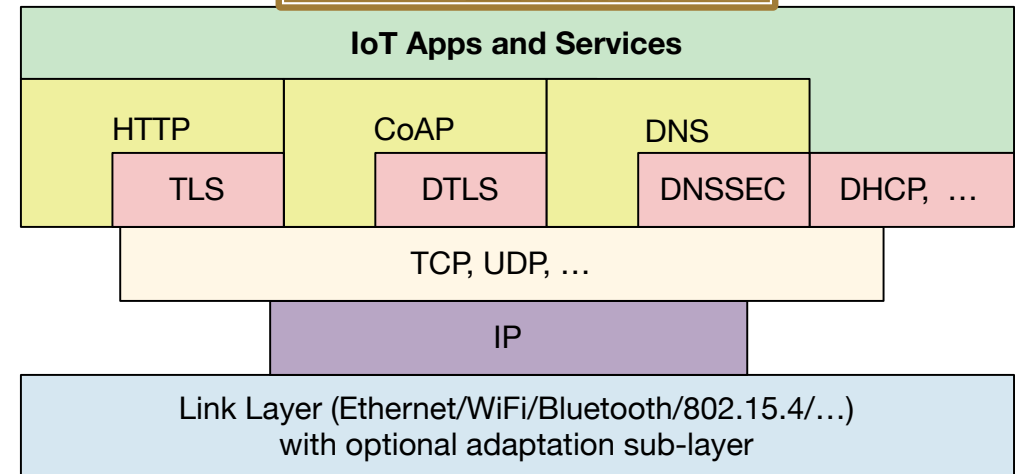 IoT Apps and Services
HTTP
CoAP
DNS
TLS
DTLS
DNSSEC
DHCP, …
TCP, UDP, …
IP
Link Layer (Ethernet/WiFi/Bluetooth/802.15.4/…)
with optional adaptation sub-layer